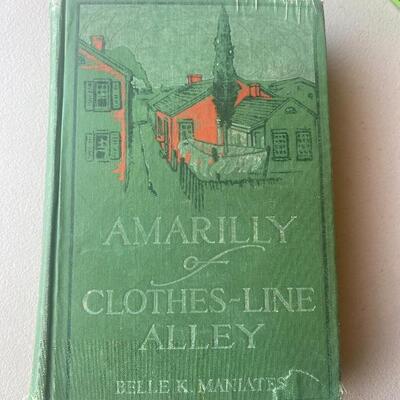 AMARILLY
of
CLOTHES-LINE
ALLEY
BELLE K. MANIATES